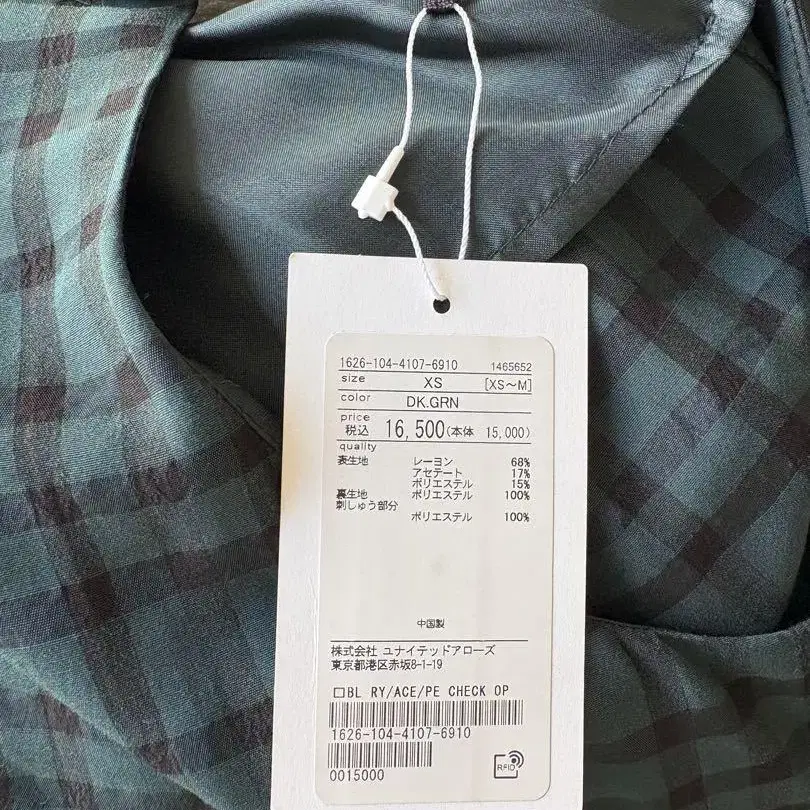 1626-104-4107-6910 1465652
size XS [XS～M]
color DK.GRN
price
税込 16,500(本体 15,000)
quality
表生地 レーヨン 68%
アセテート 17%
ポリエステル 15%
裏生地 ポリエステル 100%
刺しゅう部分
ポリエステル 100%
中国製
株式会社 ユナイテッドアローズ
東京都港区赤坂8-1-19
□BL RY/ACE/PE CHECK OP
1626-104-4107-6910
0015000
RFID